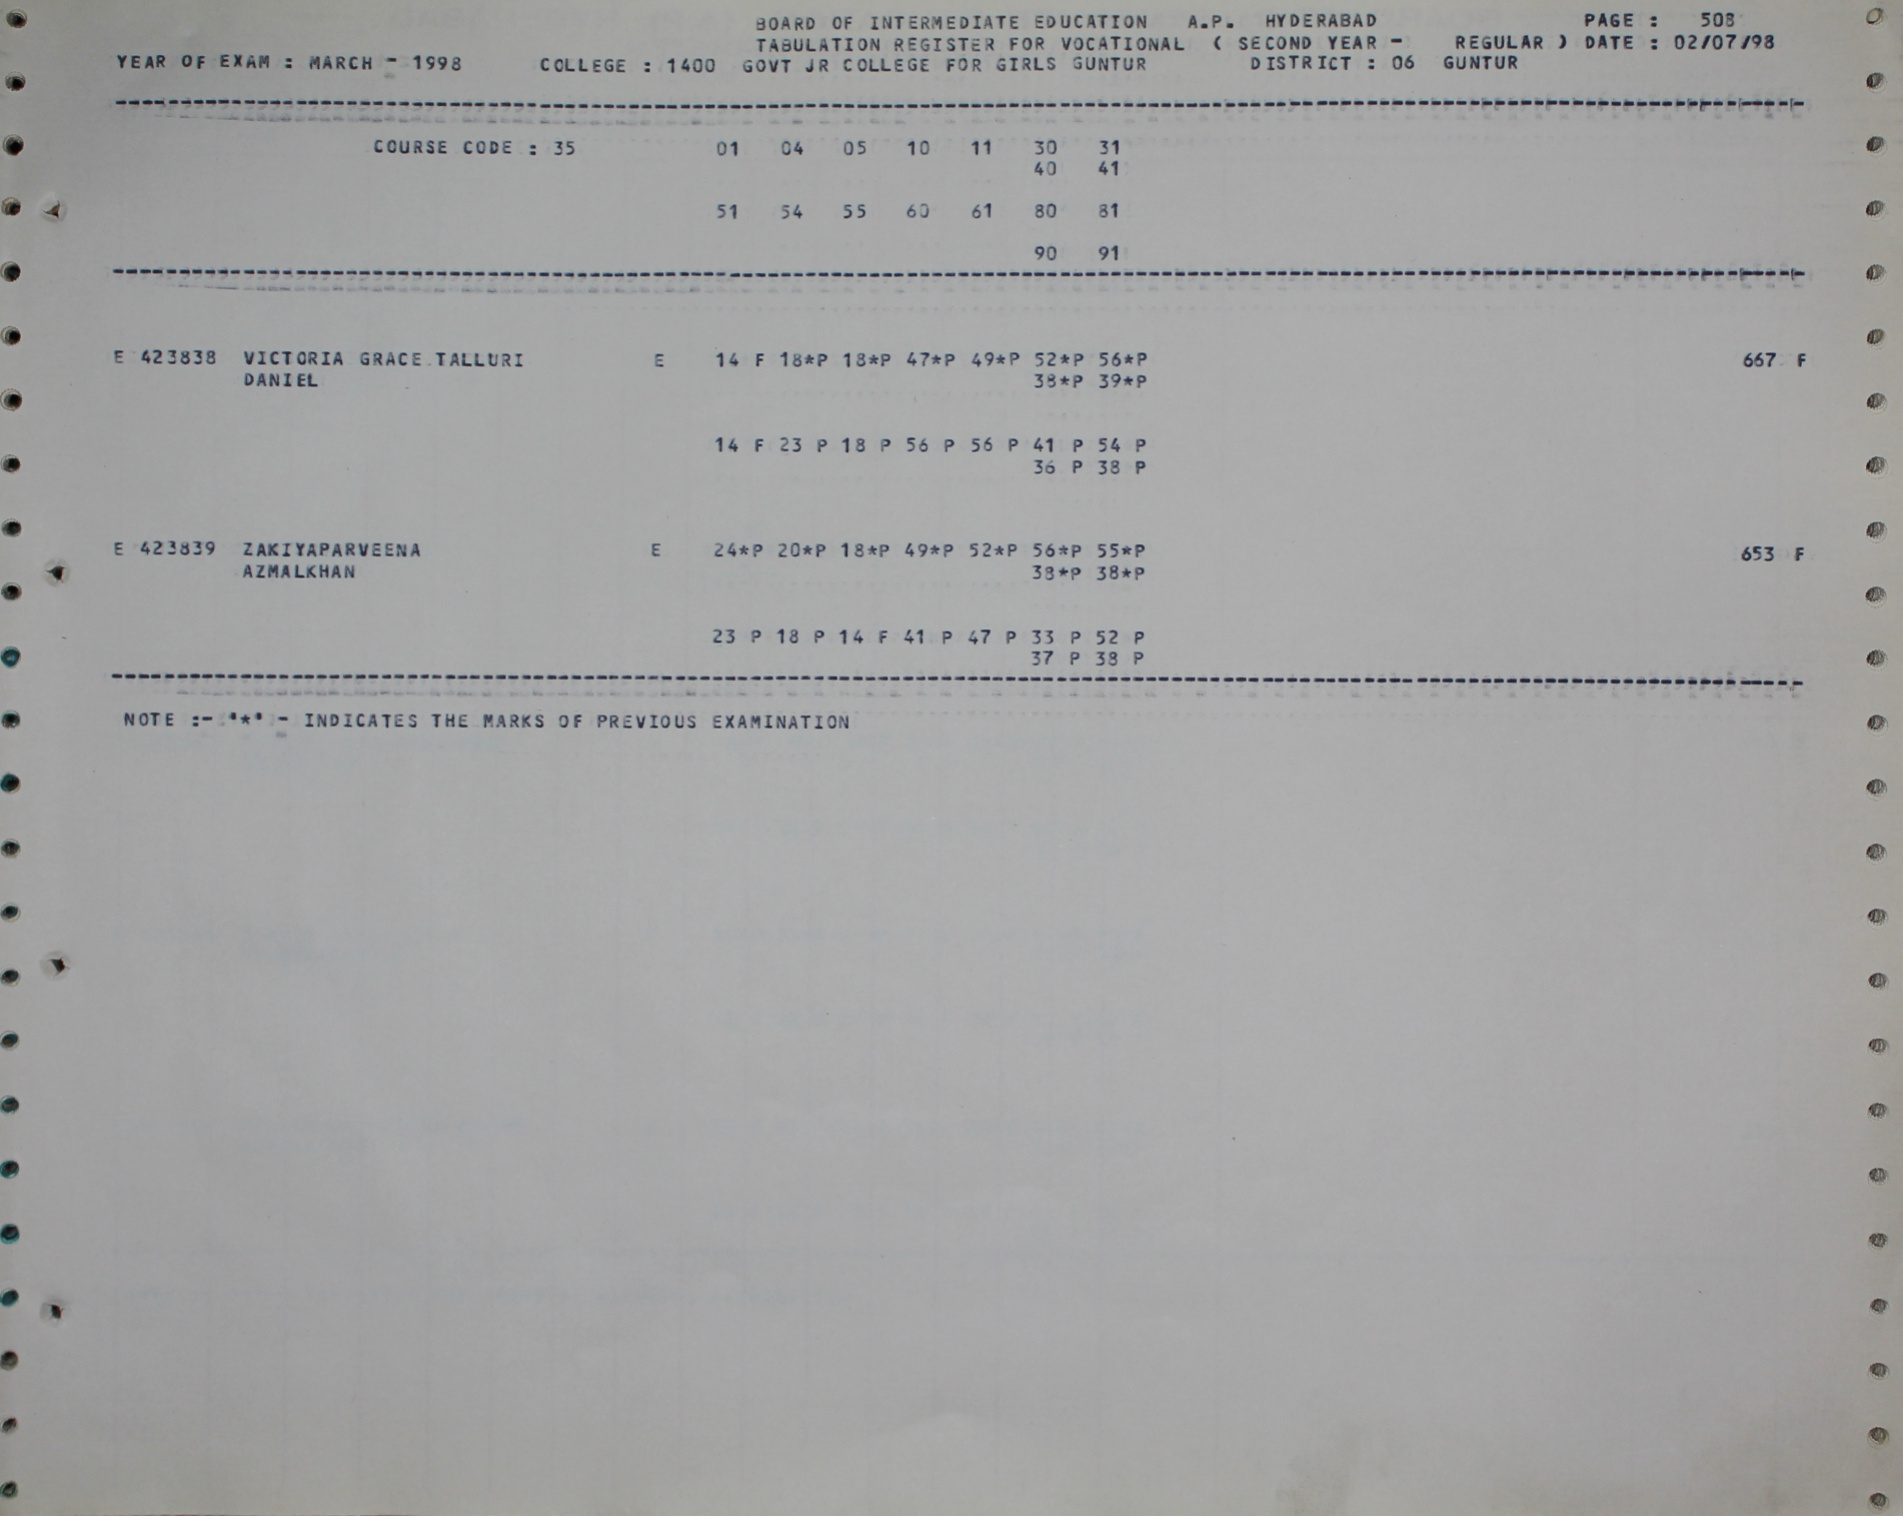 BOARD OF INTERMEDIATE EDUCATION A.P. HYDERABAD PAGE : 508
TABULATION REGISTER FOR VOCATIONAL ( SECOND YEAR - REGULAR ) DATE : 02/07/98
YEAR OF EXAM : MARCH - 1998 COLLEGE : 1400 GOVT JR COLLEGE FOR GIRLS GUNTUR DISTRICT : 06 GUNTUR
COURSE CODE : 35 01 04 05 10 11 30 31
40 41
51 54 55 60 61 80 81
90 91
E 423838 VICTORIA GRACE TALLURI E 14 F 18*P 18*P 47*P 49*P 52*P 56*P 667 F
DANIEL 38*P 39*P
14 F 23 P 18 P 56 P 56 P 41 P 54 P
36 P 38 P
E 423839 ZAKIYAPARVEENA E 24*P 20*P 18*P 49*P 52*P 56*P 55*P 653 F
AZMALKHAN 38*P 38*P
23 P 18 P 14 F 41 P 47 P 33 P 52 P
37 P 38 P
NOTE :- "*" - INDICATES THE MARKS OF PREVIOUS EXAMINATION